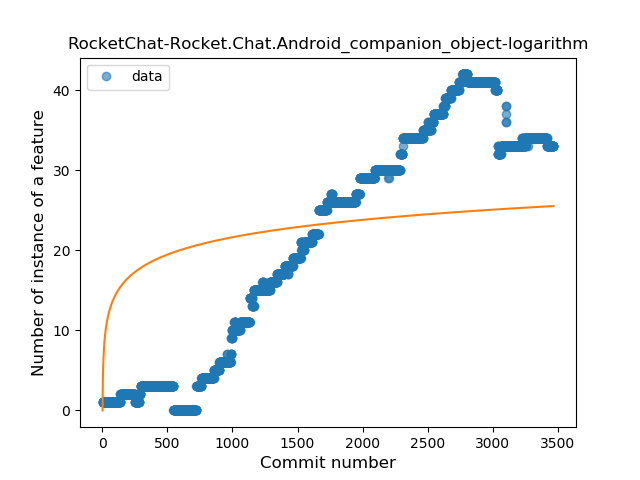 RocketChat-Rocket.Chat.Android_companion_object-logarithm
data
Number of instance of a feature
40
30
20
10
0
0 500 1000 1500 2000 2500 3000 3500
Commit number